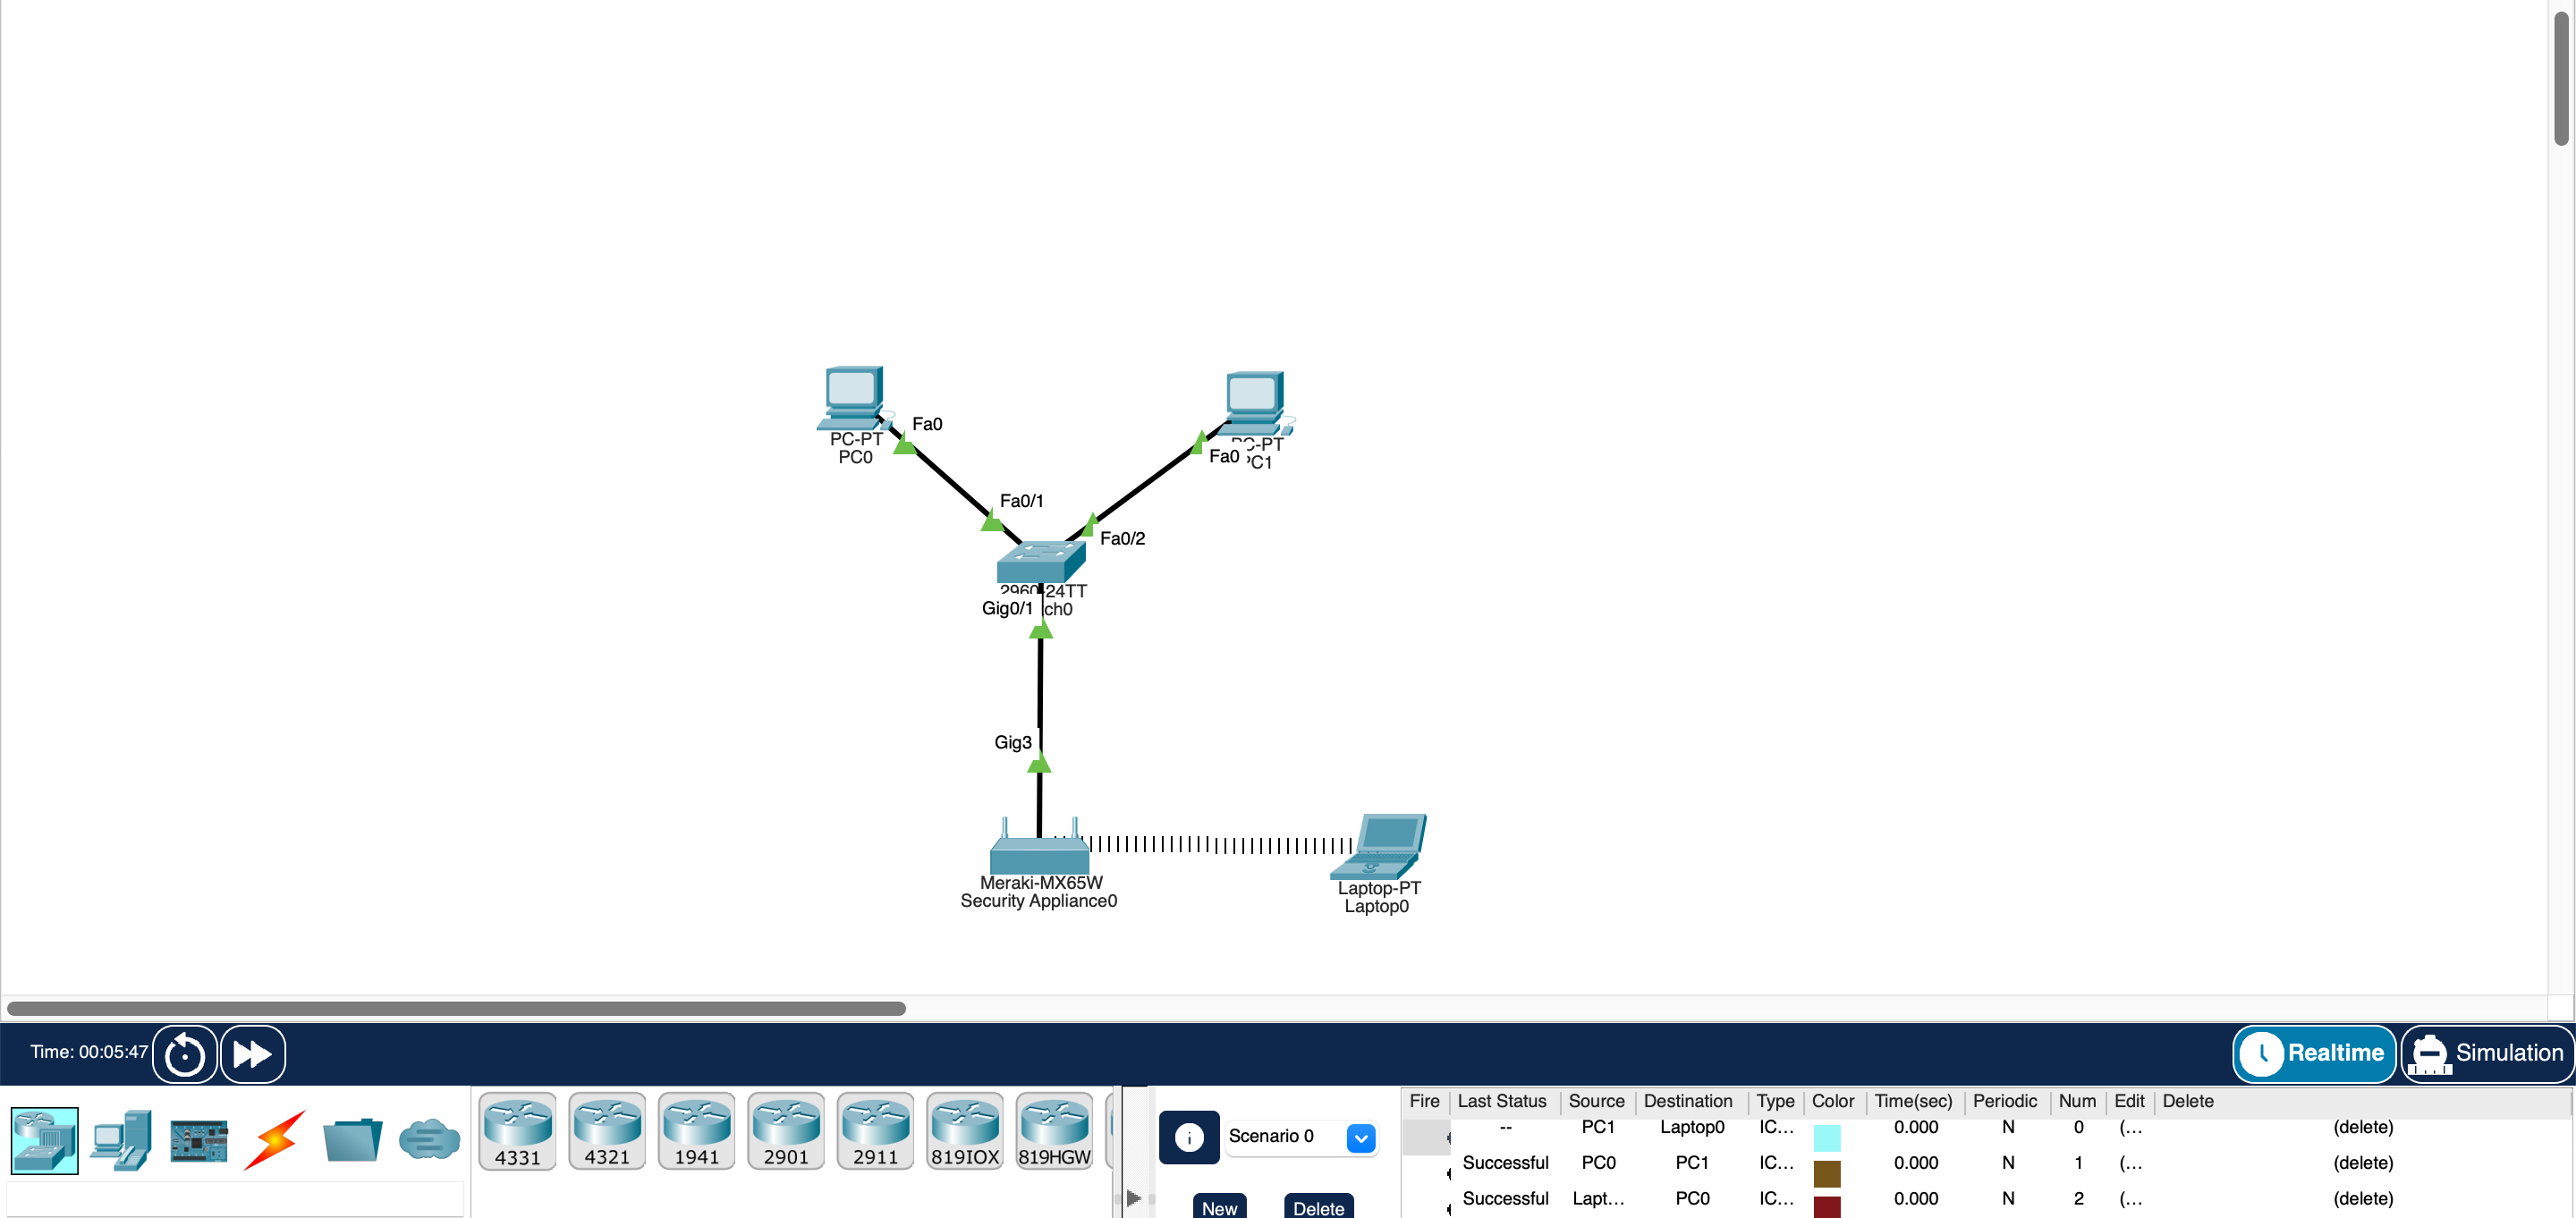 Fa0
PC-PT
PC0
PC-PT
Fa0
PC1
Fa0/1
Fa0/2
2960-24TT
Gig0/1 ch0
Gig3
Meraki-MX65W
Security Appliance0
Laptop-PT
Laptop0
Time: 00:05:47
Realtime
Simulation
4331
4321
1941
2901
2911
819IOX
819HGW
Scenario 0
New
Delete
Fire Last Status Source Destination Type Color Time(sec) Periodic Num Edit Delete
-- PC1 Laptop0 IC... 0.000 N 0 (... (delete)
Successful PC0 PC1 IC... 0.000 N 1 (... (delete)
Successful Lapt... PC0 IC... 0.000 N 2 (... (delete)